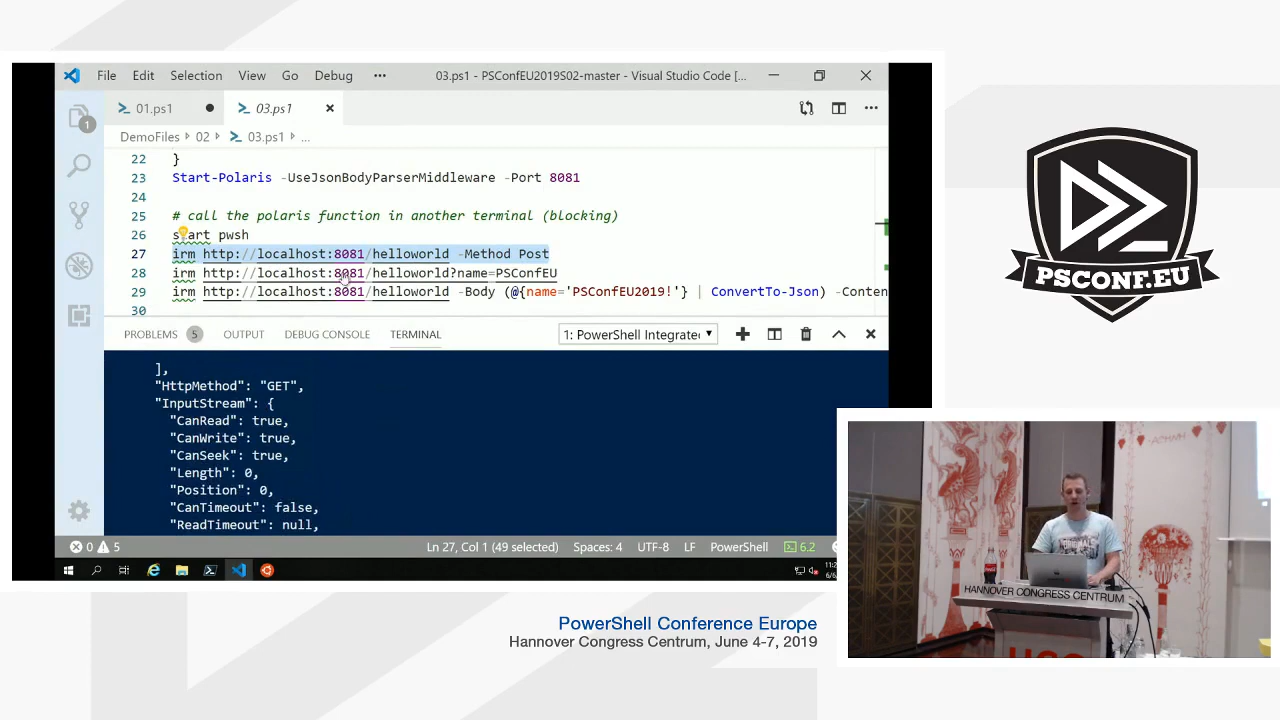 File Edit Selection View Go Debug ••• 03.ps1 - PSConfEU2019S02-master - Visual Studio Code [...
01.ps1 03.ps1
DemoFiles 02 03.ps1 ...
22 }
23 Start-Polaris -UseJsonBodyParserMiddleware -Port 8081
24
25 # call the polaris function in another terminal (blocking)
26 start pwsh
27 irm http://localhost:8081/helloworld -Method Post
28 irm http://localhost:8081/helloworld?name=PSConfEU
29 irm http://localhost:8081/helloworld -Body (@{name='PSConfEU2019!'} | ConvertTo-Json) -Conten
30
PROBLEMS 5 OUTPUT DEBUG CONSOLE TERMINAL 1: PowerShell Integrate
],
"HttpMethod": "GET",
"InputStream": {
"CanRead": true,
"CanWrite": true,
"CanSeek": true,
"Length": 0,
"Position": 0,
"CanTimeout": false,
"ReadTimeout": null,
0 5 Ln 27, Col 1 (49 selected) Spaces: 4 UTF-8 LF PowerShell 6.2
PSCONF.EU
HANNOVER CONGRESS CENTRUM
PowerShell Conference Europe
Hannover Congress Centrum, June 4-7, 2019